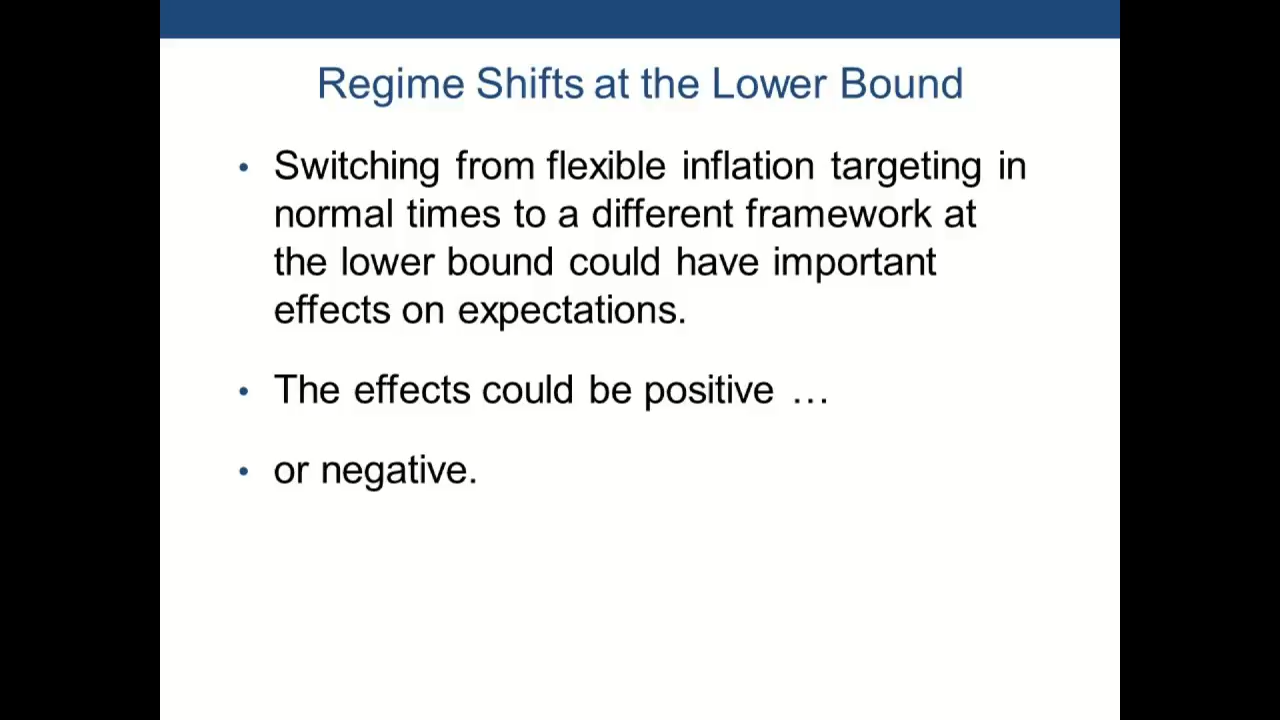 Regime Shifts at the Lower Bound
• Switching from flexible inflation targeting in
normal times to a different framework at
the lower bound could have important
effects on expectations.
• The effects could be positive …
• or negative.